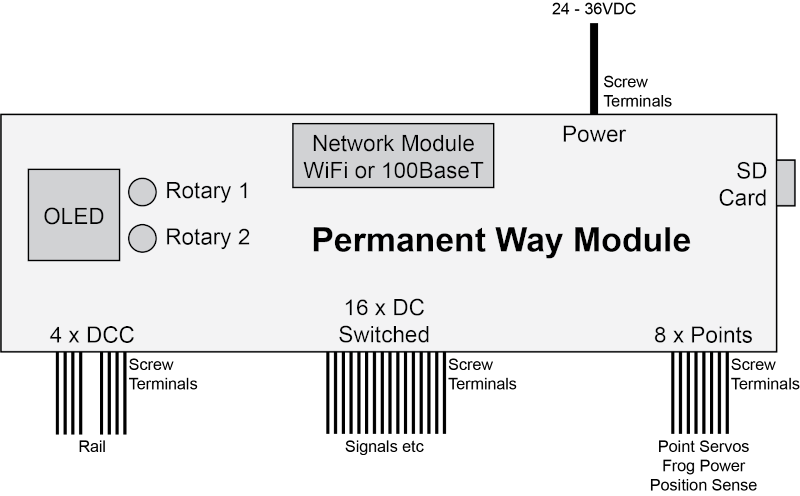 24 - 36VDC
Screw
Terminals
Power
Network Module
WiFi or 100BaseT
SD
Card
OLED
Rotary 1
Rotary 2
Permanent Way Module
4 x DCC
16 x DC
Switched
8 x Points
Screw
Terminals
Screw
Terminals
Screw
Terminals
Rail
Signals etc
Point Servos
Frog Power
Position Sense